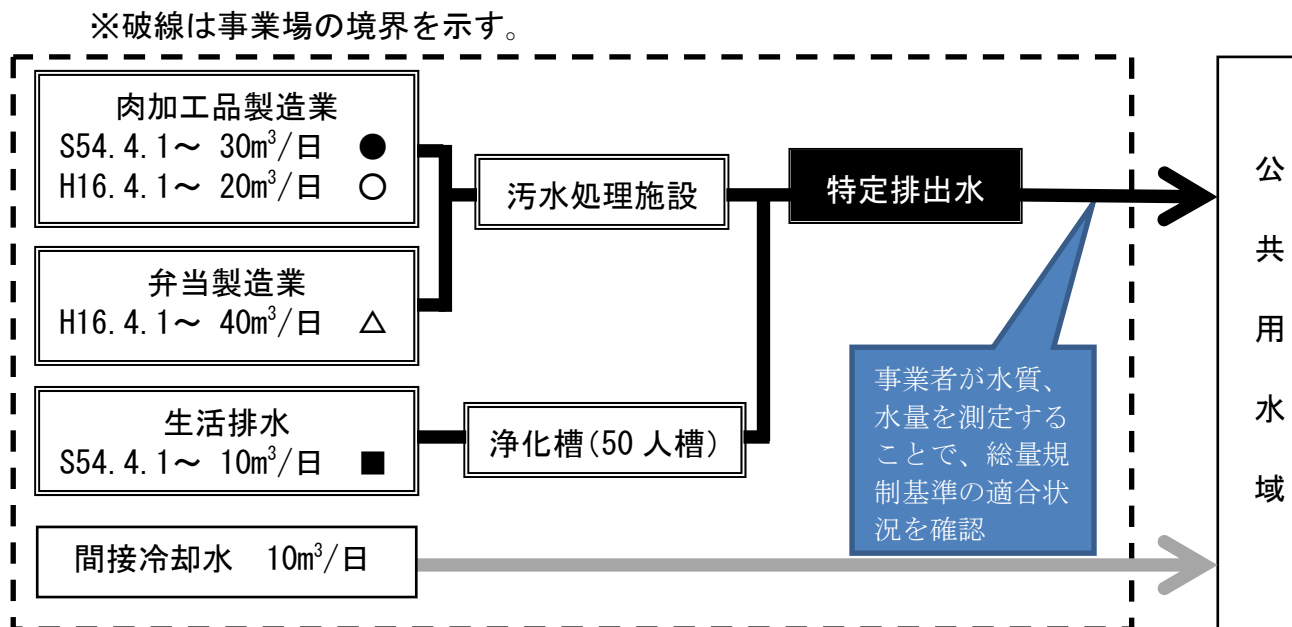 ※破線は事業場の境界を示す。
肉加工品製造業
S54.4.1～ 30m³/日 ●
H16.4.1～ 20m³/日 ○
弁当製造業
H16.4.1～ 40m³/日 △
生活排水
S54.4.1～ 10m³/日 ■
間接冷却水 10m³/日
汚水処理施設
浄化槽(50人槽)
特定排出水
事業者が水質、
水量を測定する
ことで、総量規
制基準の適合状
況を確認
公
共
用
水
域